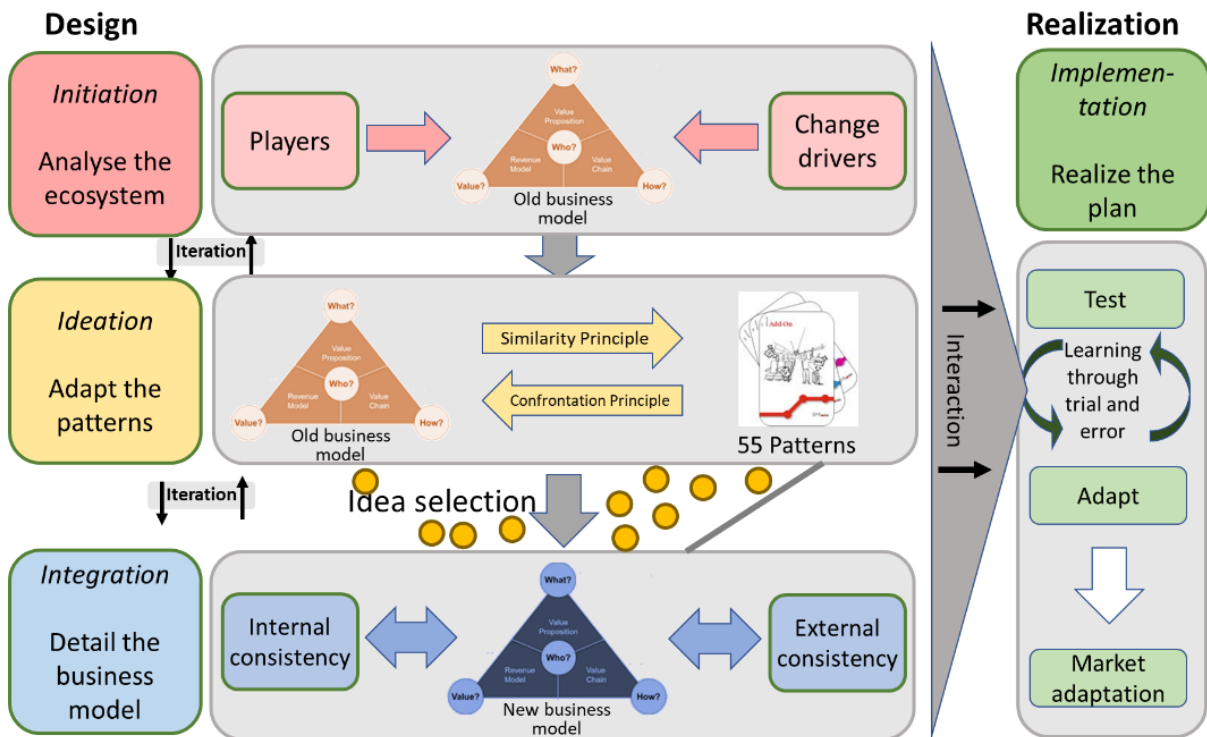 Design
Realization
Initiation
Analyse the
ecosystem
Players
What?
Value
Proposition
Who?
Revenue
Model
Value
Chain
Value?
How?
Old business
model
Change
drivers
Implemen-
tation
Realize the
plan
Iteration
Ideation
Adapt the
patterns
What?
Value
Proposition
Who?
Revenue
Model
Value
Chain
Value?
How?
Old business
model
Similarity Principle
Confrontation Principle
Add-On
55 Patterns
Interaction
Test
Learning
through
trial and
error
Adapt
Market
adaptation
Iteration
Idea selection
Integration
Detail the
business
model
Internal
consistency
What?
Value
Proposition
Who?
Revenue
Model
Value
Chain
Value?
How?
New business
model
External
consistency